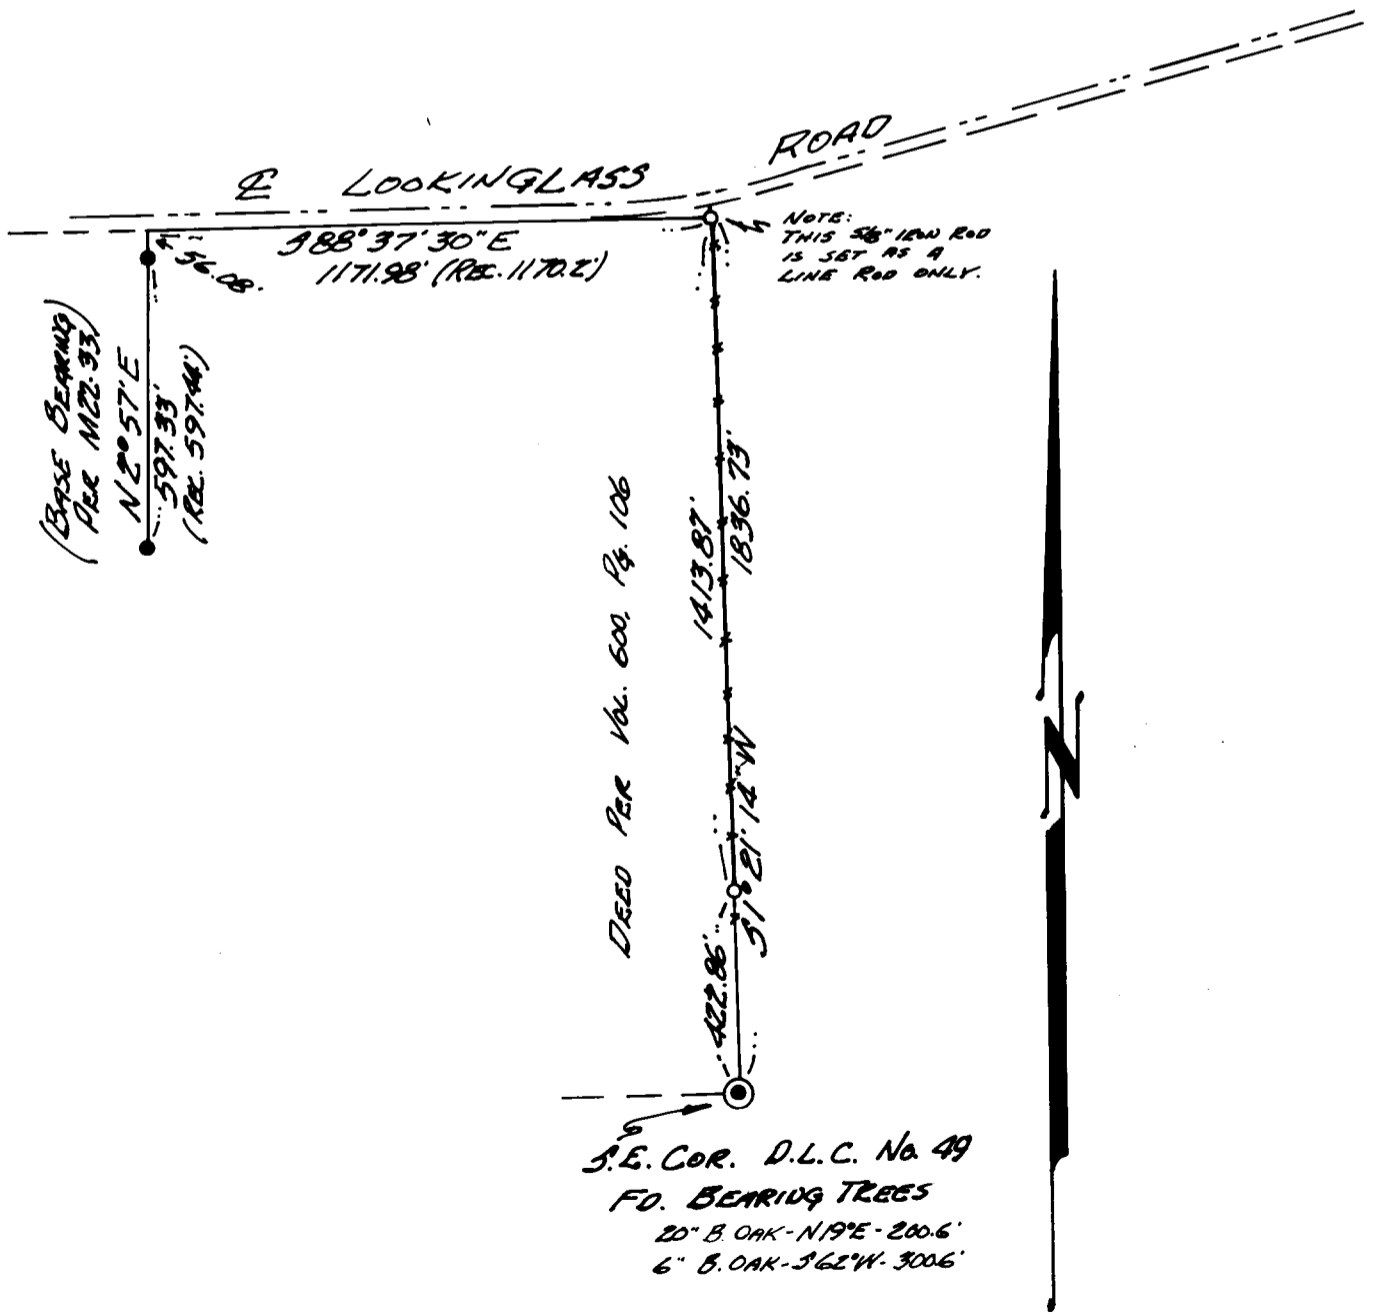 ROAD
℄ LOOKINGLASS
NOTE:
THIS 5/8" IRON ROD
IS SET AS A
LINE ROD ONLY.
56.08'
S88°37'30"E
1171.98' (REC. 1170.2')
(BASE BEARING
PER M22-33)
N2°57'E
597.33'
(REC. 597.44')
DEED PER VOL. 600, PG. 106
1413.87'
1836.73'
S1°21'14"W
422.86'
N
S.E. COR. D.L.C. No. 49
FD. BEARING TREES
20" B. OAK - N19°E - 200.6'
6" B. OAK - S62°W - 300.6'